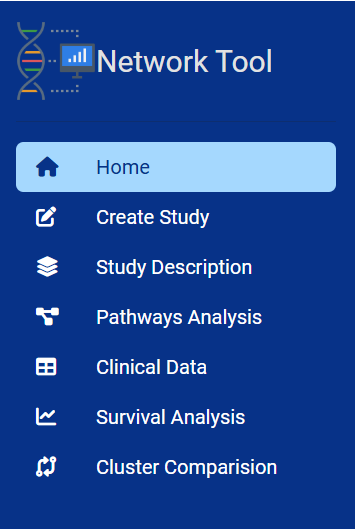 Network Tool
Home
Create Study
Study Description
Pathways Analysis
Clinical Data
Survival Analysis
Cluster Comparision